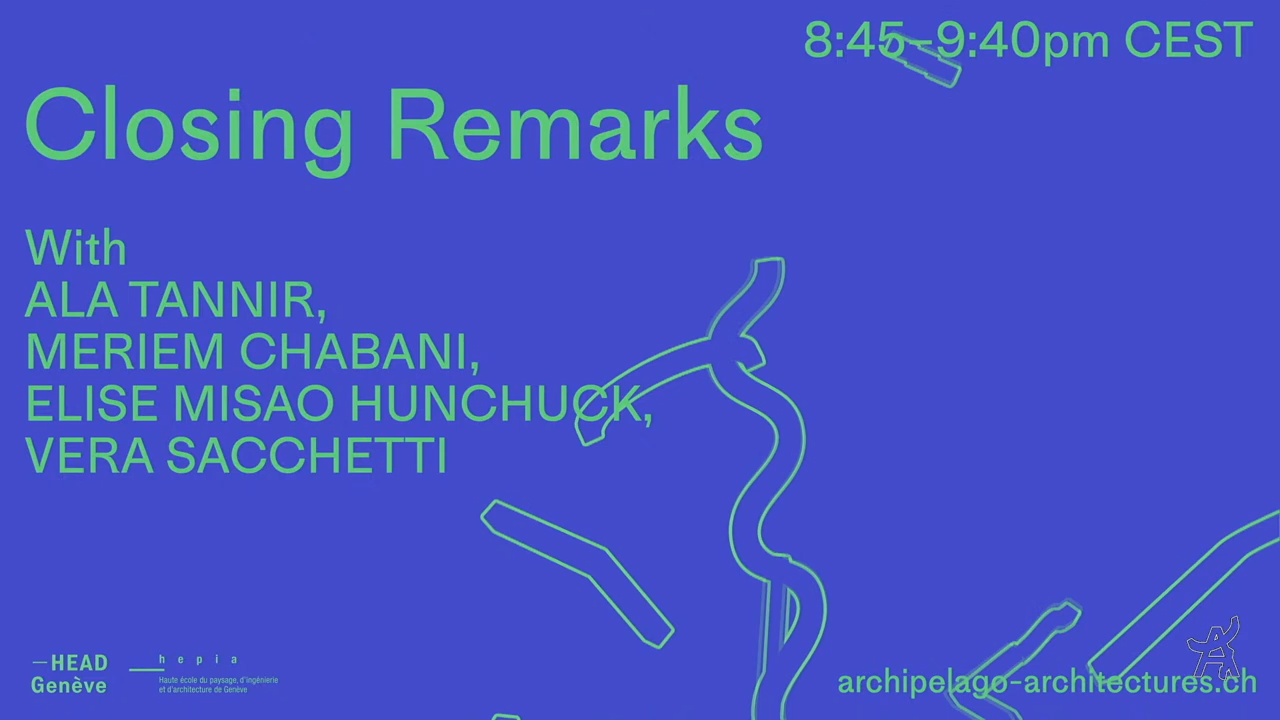 8:45–9:40pm CEST
Closing Remarks
With
ALA TANNIR,
MERIEM CHABANI,
ELISE MISAO HUNCHUCK,
VERA SACCHETTI
—HEAD
Genève
hepia
Haute école du paysage, d'ingénierie
et d'architecture de Genève
archipelago-architectures.ch